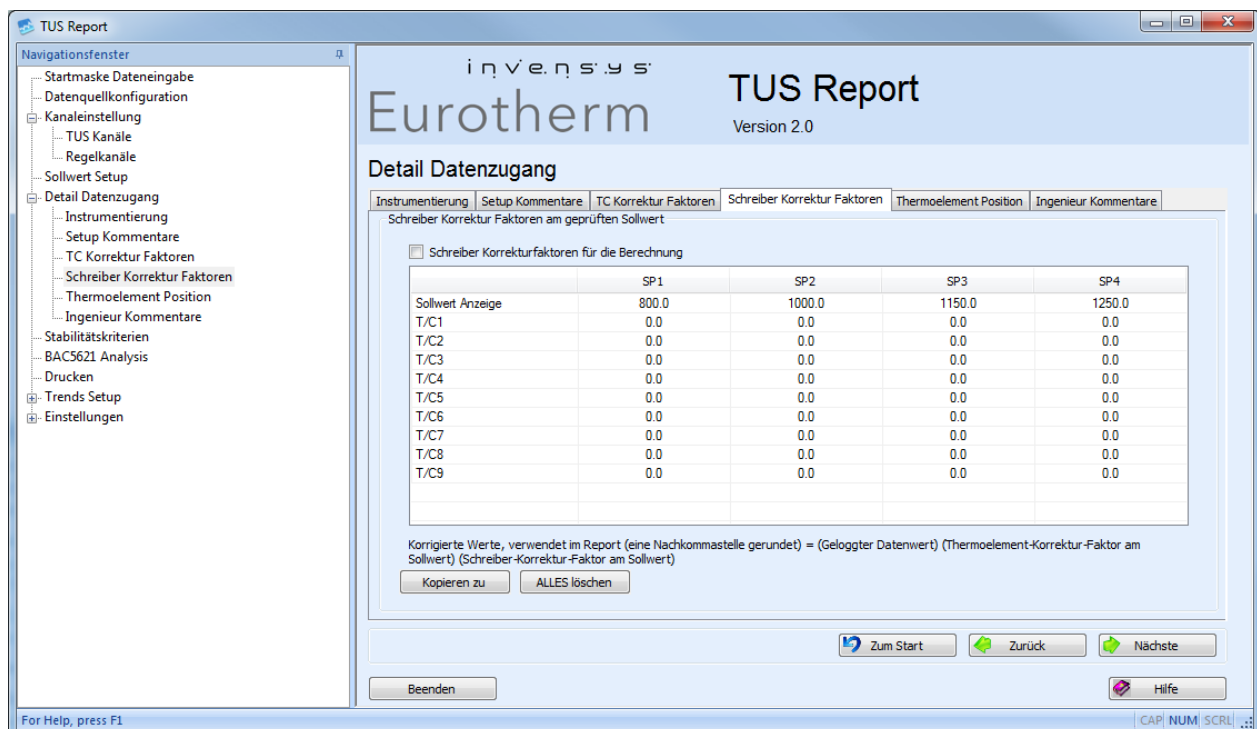 TUS Report
Navigationsfenster
Startmaske Dateneingabe
Datenquellkonfiguration
Kanaleinstellung
TUS Kanäle
Regelkanäle
Sollwert Setup
Detail Datenzugang
Instrumentierung
Setup Kommentare
TC Korrektur Faktoren
Schreiber Korrektur Faktoren
Thermoelement Position
Ingenieur Kommentare
Stabilitätskriterien
BAC5621 Analysis
Drucken
Trends Setup
Einstellungen
invensys
Eurotherm
TUS Report
Version 2.0
Detail Datenzugang
Instrumentierung Setup Kommentare TC Korrektur Faktoren Schreiber Korrektur Faktoren Thermoelement Position Ingenieur Kommentare
Schreiber Korrektur Faktoren am geprüften Sollwert
Schreiber Korrekturfaktoren für die Berechnung
SP1 SP2 SP3 SP4
Sollwert Anzeige 800.0 1000.0 1150.0 1250.0
T/C1 0.0 0.0 0.0 0.0
T/C2 0.0 0.0 0.0 0.0
T/C3 0.0 0.0 0.0 0.0
T/C4 0.0 0.0 0.0 0.0
T/C5 0.0 0.0 0.0 0.0
T/C6 0.0 0.0 0.0 0.0
T/C7 0.0 0.0 0.0 0.0
T/C8 0.0 0.0 0.0 0.0
T/C9 0.0 0.0 0.0 0.0
Korrigierte Werte, verwendet im Report (eine Nachkommastelle gerundet) = (Geloggter Datenwert) (Thermoelement-Korrektur-Faktor am
Sollwert) (Schreiber-Korrektur-Faktor am Sollwert)
Kopieren zu ALLES löschen
Zum Start Zurück Nächste
Beenden Hilfe
For Help, press F1 CAP NUM SCRL